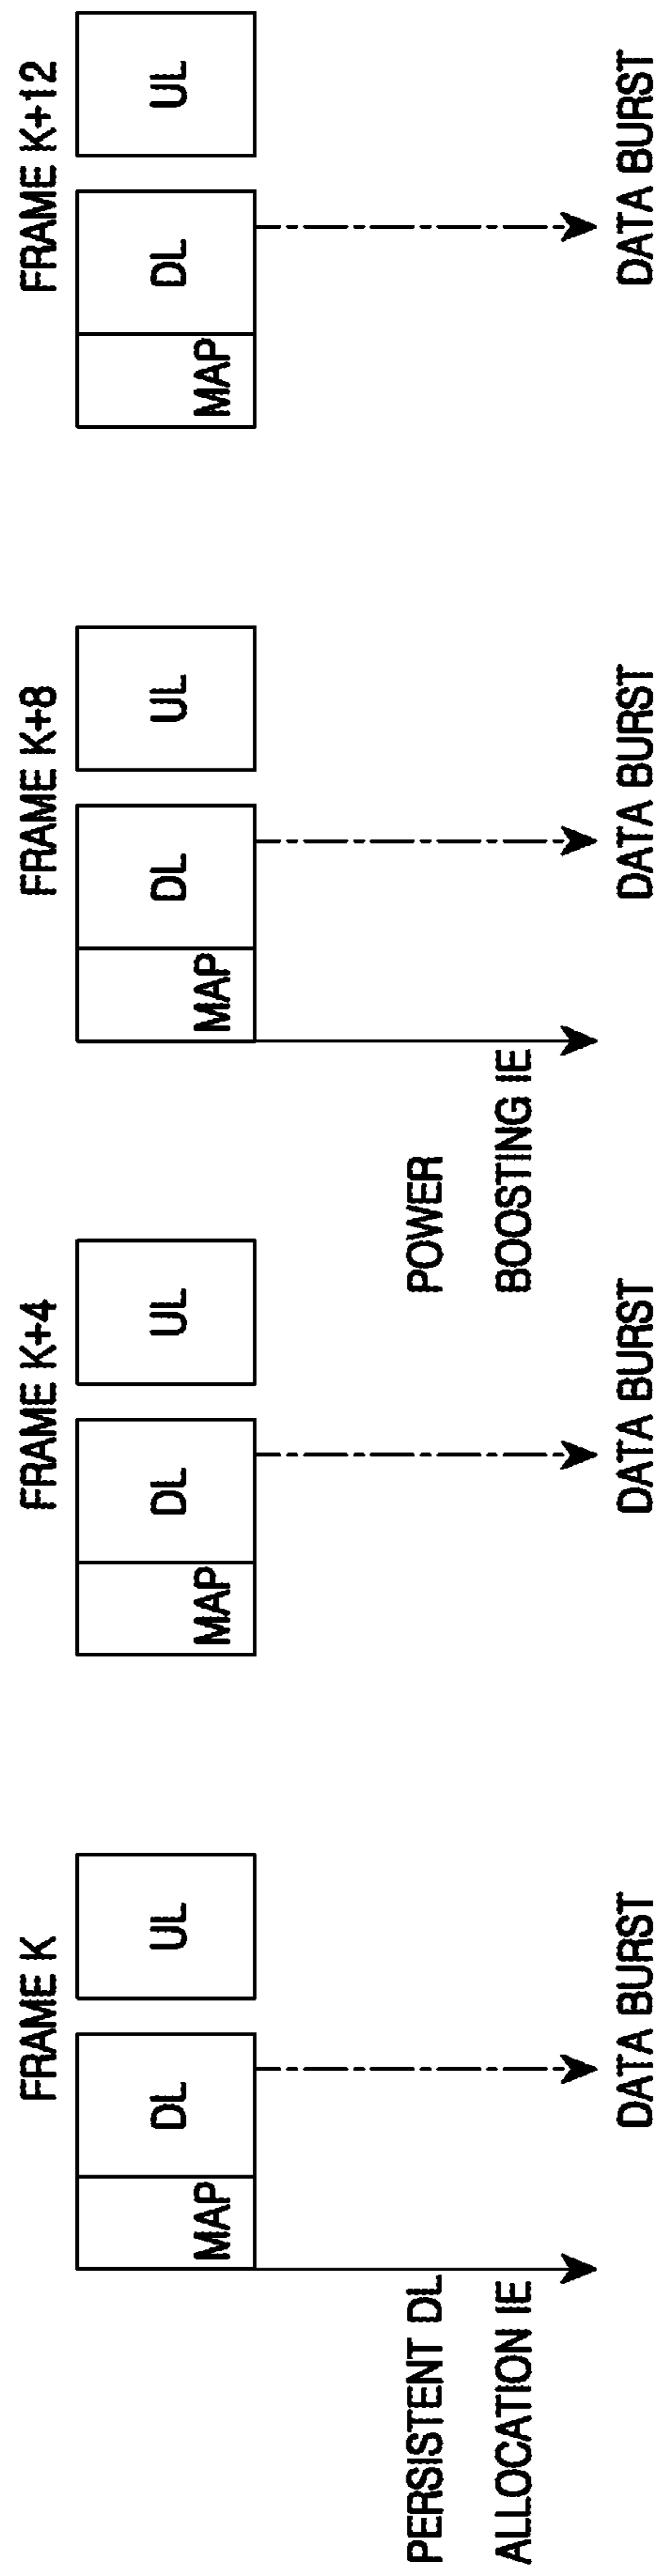 FRAME K
MAP
DL
UL
PERSISTENT DL
ALLOCATION IE
DATA BURST
FRAME K+4
MAP
DL
UL
DATA BURST
FRAME K+8
MAP
DL
UL
POWER
BOOSTING IE
DATA BURST
FRAME K+12
MAP
DL
UL
DATA BURST